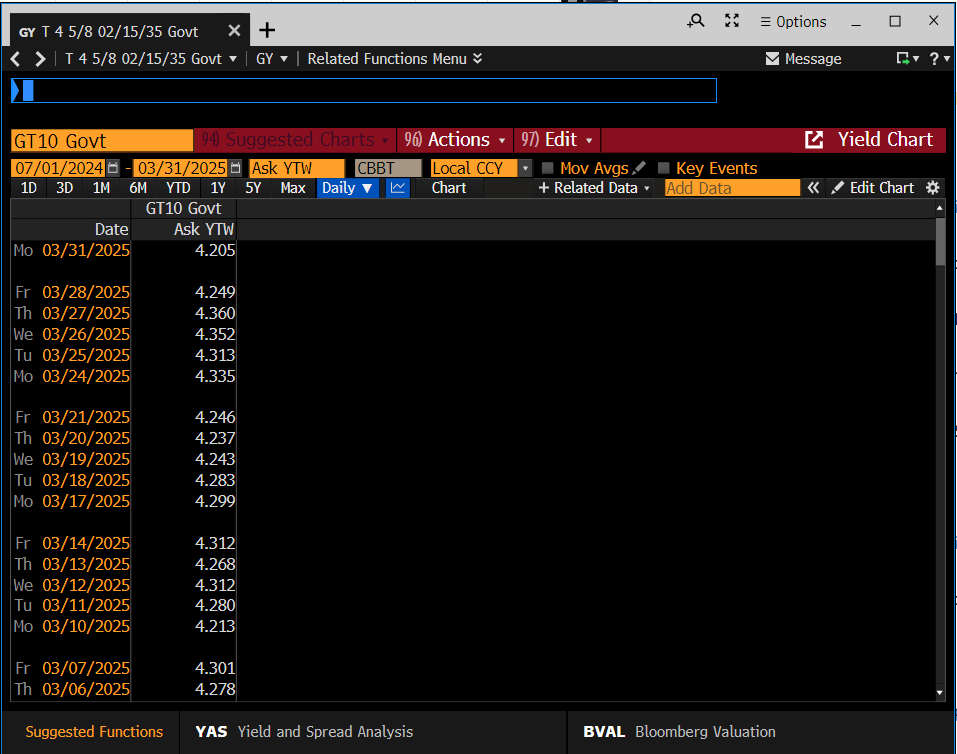 GY T 4 5/8 02/15/35 Govt
Options
T 4 5/8 02/15/35 Govt GY Related Functions Menu Message ?
GT10 Govt 94) Suggested Charts 96) Actions 97) Edit Yield Chart
07/01/2024 - 03/31/2025 Ask YTW CBBT Local CCY Mov Avgs Key Events
1D 3D 1M 6M YTD 1Y 5Y Max Daily Chart + Related Data Add Data « Edit Chart
GT10 Govt
Date Ask YTW
Mo 03/31/2025 4.205
Fr 03/28/2025 4.249
Th 03/27/2025 4.360
We 03/26/2025 4.352
Tu 03/25/2025 4.313
Mo 03/24/2025 4.335
Fr 03/21/2025 4.246
Th 03/20/2025 4.237
We 03/19/2025 4.243
Tu 03/18/2025 4.283
Mo 03/17/2025 4.299
Fr 03/14/2025 4.312
Th 03/13/2025 4.268
We 03/12/2025 4.312
Tu 03/11/2025 4.280
Mo 03/10/2025 4.213
Fr 03/07/2025 4.301
Th 03/06/2025 4.278
Suggested Functions YAS Yield and Spread Analysis BVAL Bloomberg Valuation